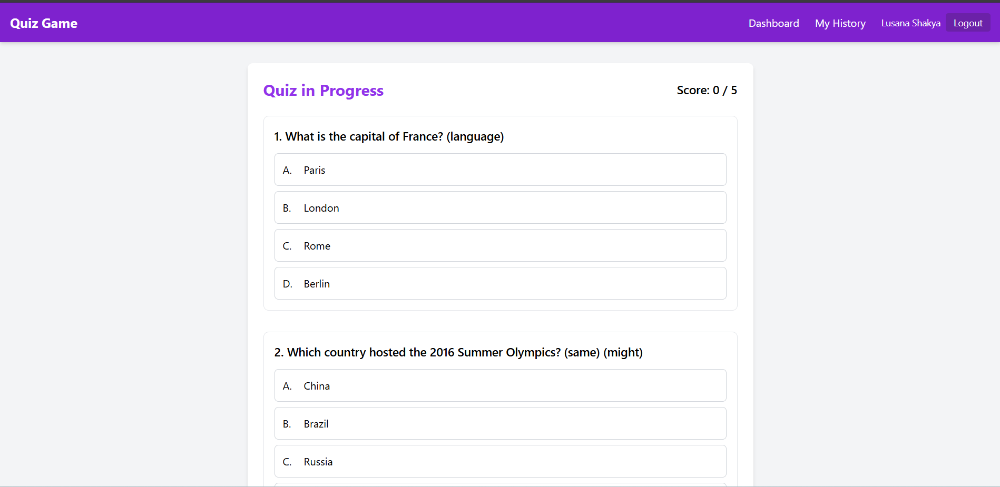 Quiz Game
Dashboard My History Lusana Shakya Logout
Quiz in Progress
Score: 0 / 5
1. What is the capital of France? (language)
A. Paris
B. London
C. Rome
D. Berlin
2. Which country hosted the 2016 Summer Olympics? (same) (might)
A. China
B. Brazil
C. Russia